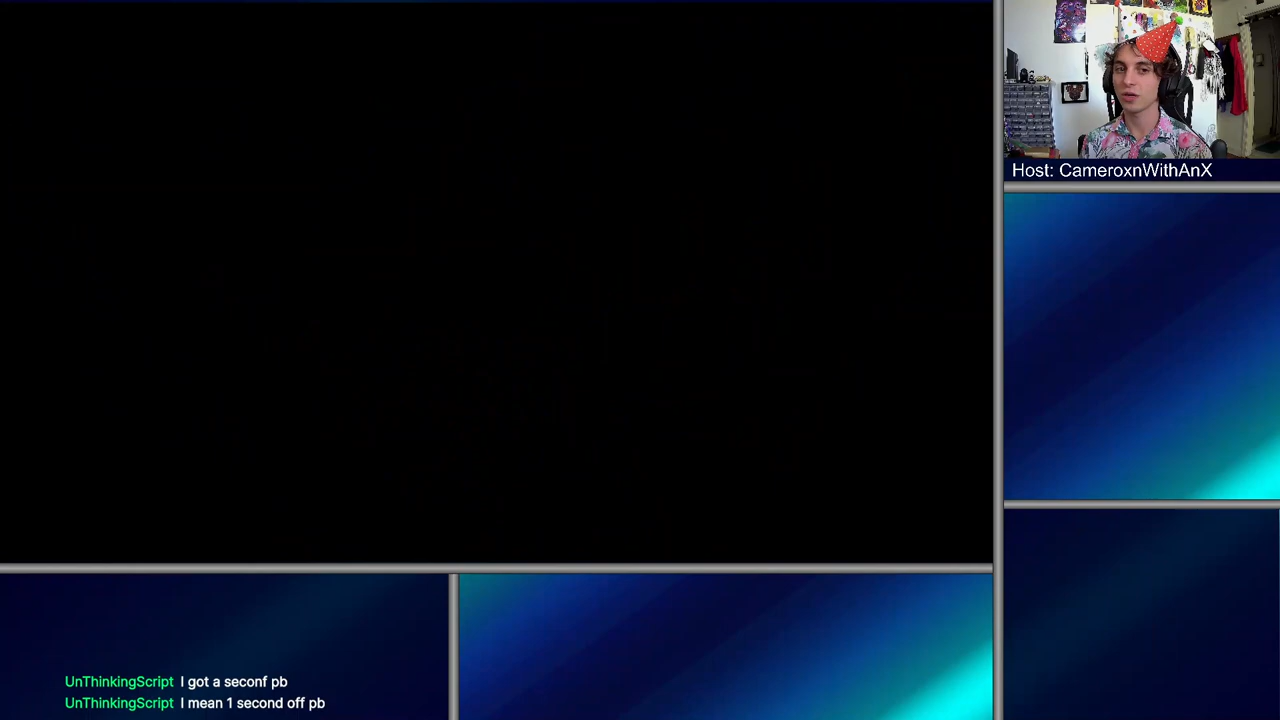 Host: CameroxnWithAnX
UnThinkingScript I got a seconf pb
UnThinkingScript I mean 1 second off pb